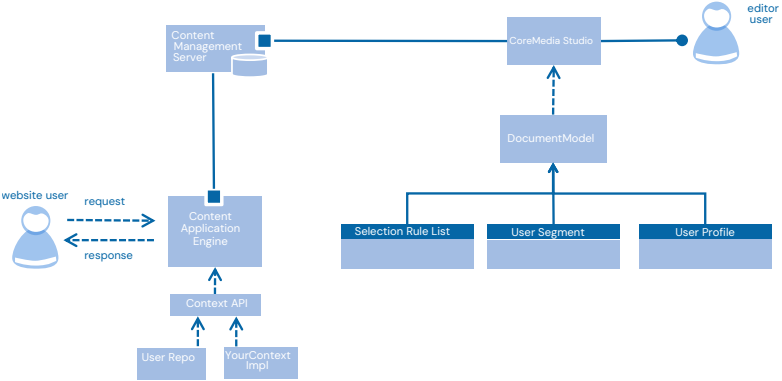 editor
user
Content
Management
Server
CoreMedia Studio
DocumentModel
website user
request
response
Content
Application
Engine
Selection Rule List
User Segment
User Profile
Context API
User Repo
YourContext
Impl